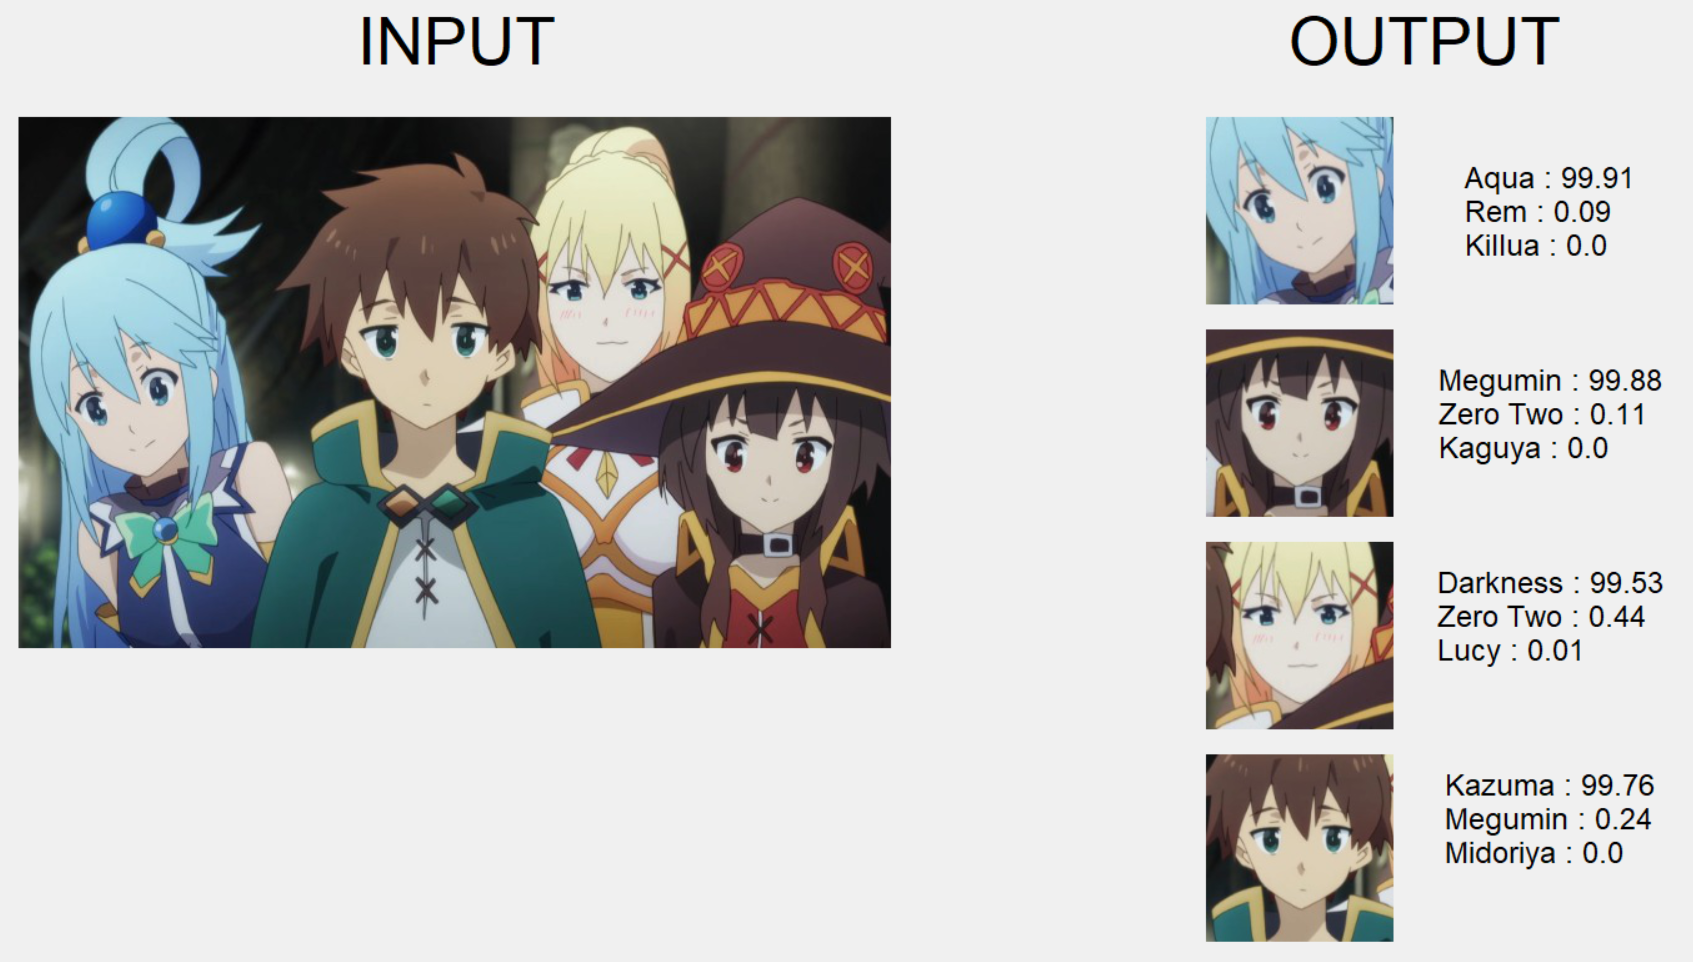 INPUT
OUTPUT
Aqua : 99.91
Rem : 0.09
Killua : 0.0
Megumin : 99.88
Zero Two : 0.11
Kaguya : 0.0
Darkness : 99.53
Zero Two : 0.44
Lucy : 0.01
Kazuma : 99.76
Megumin : 0.24
Midoriya : 0.0